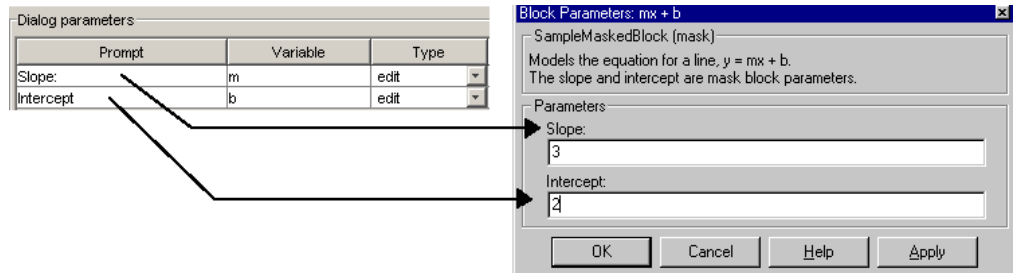 Dialog parameters
Prompt Variable Type
Slope: m edit
Intercept b edit
Block Parameters: mx + b
SampleMaskedBlock (mask)
Models the equation for a line, y = mx + b.
The slope and intercept are mask block parameters.
Parameters
Slope:
3
Intercept:
2
OK Cancel Help Apply